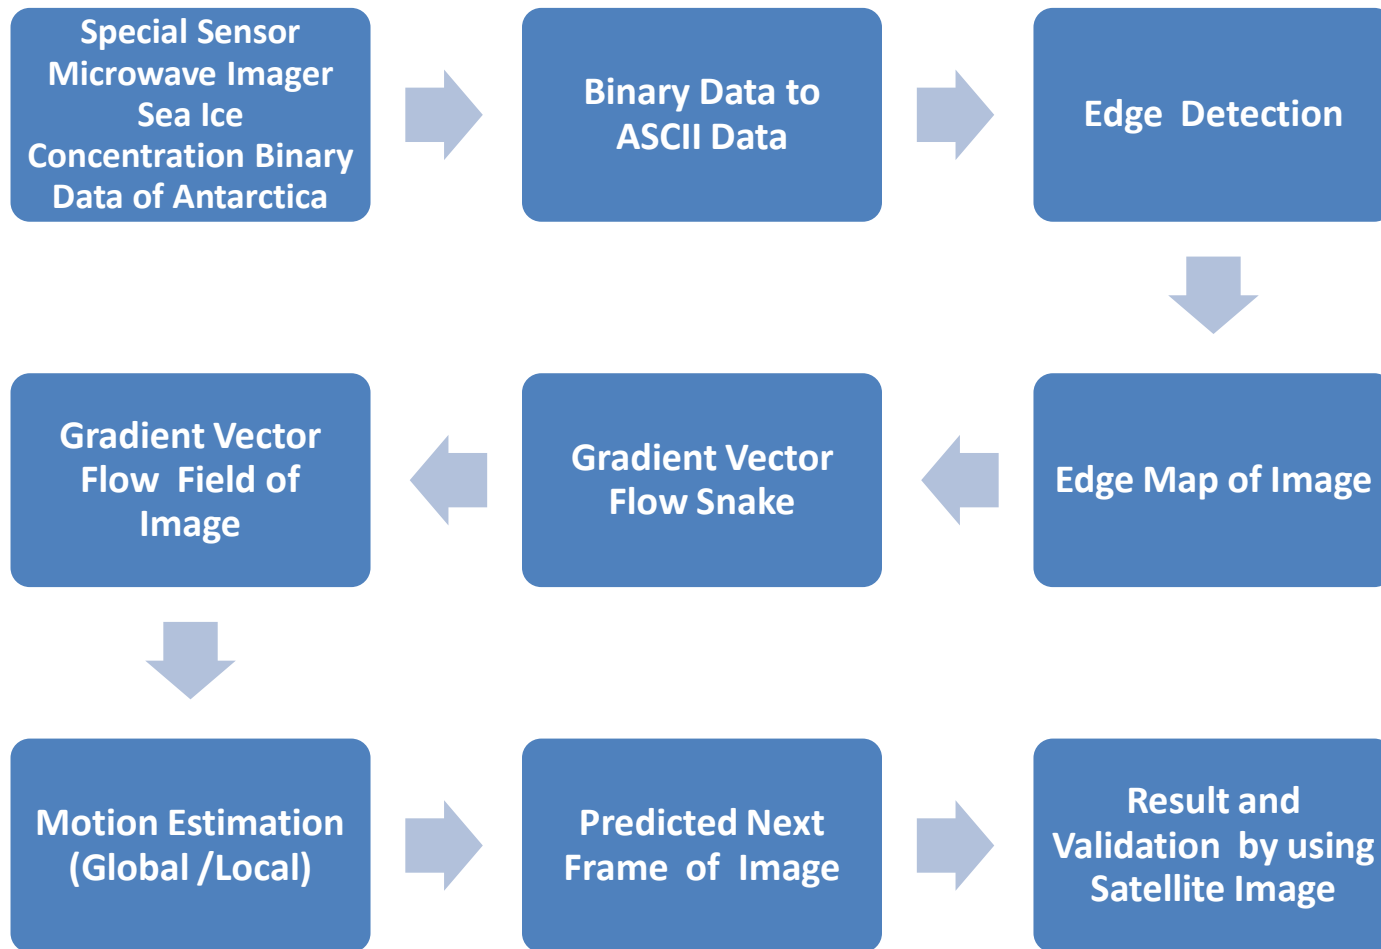 Special Sensor
Microwave Imager
Sea Ice
Concentration Binary
Data of Antarctica
Binary Data to
ASCII Data
Edge Detection
Edge Map of Image
Gradient Vector
Flow Snake
Gradient Vector
Flow Field of
Image
Motion Estimation
(Global /Local)
Predicted Next
Frame of Image
Result and
Validation by using
Satellite Image